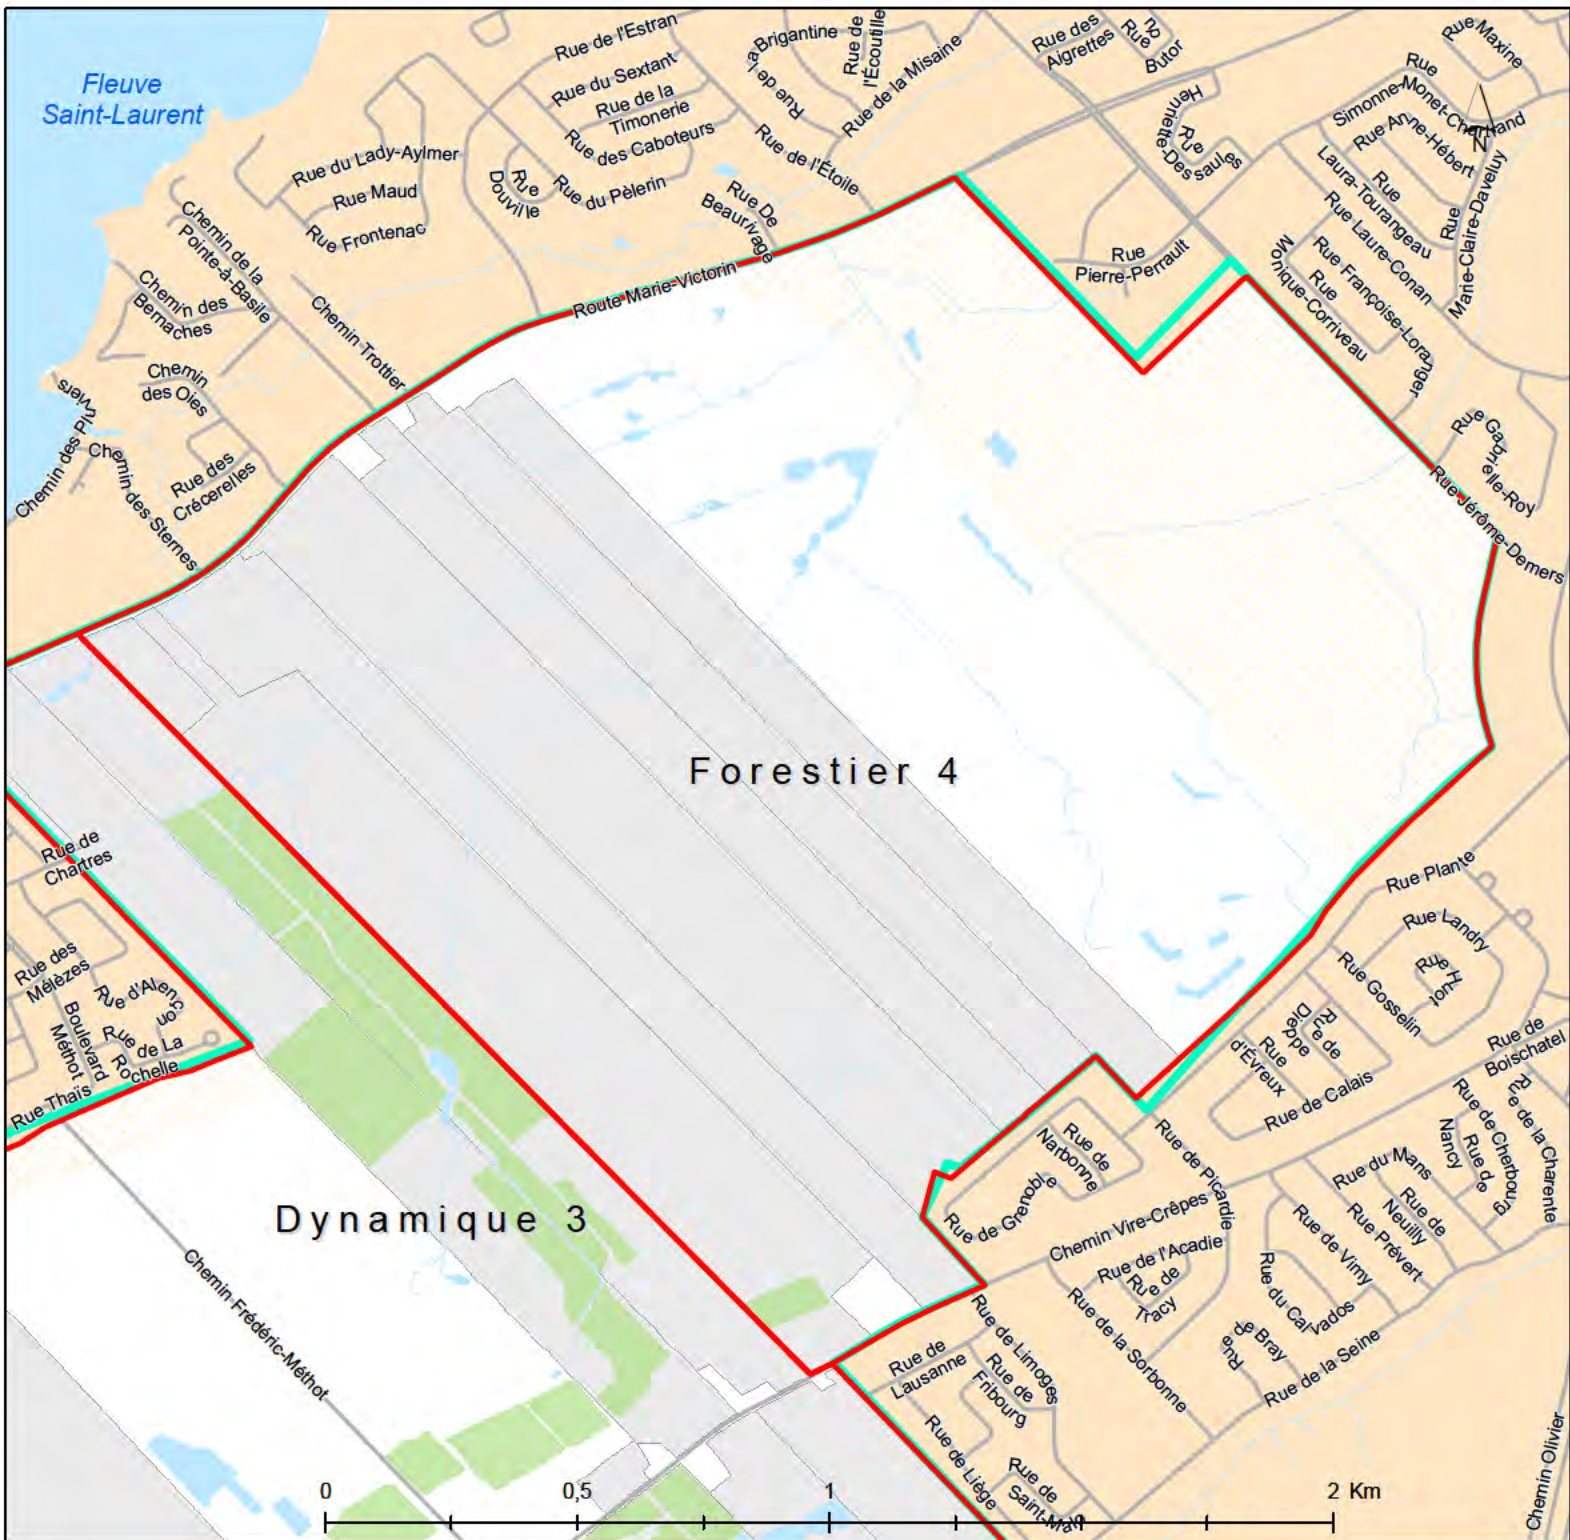 Fleuve
Saint-Laurent
Rue de l'Estran
Rue du Sextant
Rue de la
Timonerie
Rue
des Caboteurs
Rue de la
Brigantine
Rue de
l'Écoutille
Rue de la Misaine
Rue de l'Étoile
Rue des
Aigrettes
Rue
du
Butor
Rue Maxine
Rue
Simonne-Monet-Chartrand
N
Rue Anne-Hébert
Rue
Laura-Tourangeau
Rue
Marie-Claire-Daveluy
Rue Laure-Conan
Rue Françoise-Loranger
Rue
Monique-Corriveau
Rue
Henriette-Dessaules
Rue
Pierre-Perrault
Rue Gabrielle-Roy
Rue Jérôme-Demers
Rue du Lady-Aylmer
Rue Maud
Rue Frontenac
Rue
Douville
Rue
du Pèlerin
Rue De
Beaurivage
Route Marie-Victorin
Chemin de la
Pointe-à-Basile
Chemin des
Bernaches
Chemin Trottier
Chemin
des Oies
Chemin des Pluviers
Chemin des Sternes
Rue des
Crécerelles
Forestier 4
Rue de
Chartres
Rue des
Mélèzes
Rue d'Alençon
Boulevard
Méthot
Rue de La
Rochelle
Rue Thaïs
Dynamique 3
Chemin Frédéric-Méthot
Rue Plante
Rue Landry
Rue Huot
Rue Gosselin
Rue de
Dieppe
Rue
d'Évreux
Rue de Calais
Rue de
Boischatel
Rue de la Charente
Rue de Cherbourg
Rue de
Nancy
Rue du Mans
Rue de
Neuilly
Rue Prévert
Rue de Vimy
Rue du Calvados
Rue de Bray
Rue de la Seine
Rue de Picardie
Rue de
Narbonne
Rue de Grenoble
Chemin Vire-Crêpes
Rue de l'Acadie
Rue de
Tracy
Rue de la Sorbonne
Rue de Limoges
Rue de
Lausanne
Rue de
Fribourg
Rue de Liège
Rue de
Saint-Malo
Chemin Olivier
0 0,5 1 2 Km